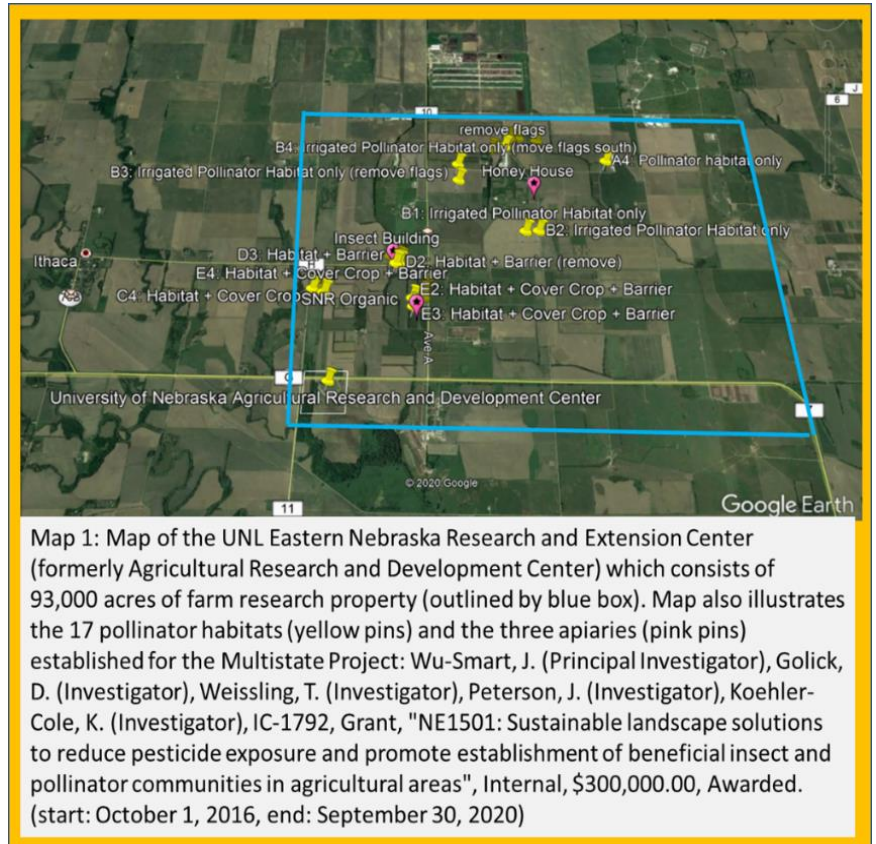 10
J
6
remove flags
B4: Irrigated Pollinator Habitat only (move flags south)
A4: Pollinator habitat only
B3: Irrigated Pollinator Habitat only (remove flags)
Honey House
B1: Irrigated Pollinator Habitat only
B2: Irrigated Pollinator Habitat only
Insect Building
Ithaca
D3: Habitat + Barrier
D2: Habitat + Barrier (remove)
E4: Habitat + Cover Crop + Barrier
C4: Habitat + Cover Crop
SNR Organic
E2: Habitat + Cover Crop + Barrier
E3: Habitat + Cover Crop + Barrier
Ave A
University of Nebraska Agricultural Research and Development Center
© 2020 Google
11
Google Earth
Map 1: Map of the UNL Eastern Nebraska Research and Extension Center
(formerly Agricultural Research and Development Center) which consists of
93,000 acres of farm research property (outlined by blue box). Map also illustrates
the 17 pollinator habitats (yellow pins) and the three apiaries (pink pins)
established for the Multistate Project: Wu-Smart, J. (Principal Investigator), Golick,
D. (Investigator), Weissling, T. (Investigator), Peterson, J. (Investigator), Koehler-
Cole, K. (Investigator), IC-1792, Grant, "NE1501: Sustainable landscape solutions
to reduce pesticide exposure and promote establishment of beneficial insect and
pollinator communities in agricultural areas", Internal, $300,000.00, Awarded.
(start: October 1, 2016, end: September 30, 2020)